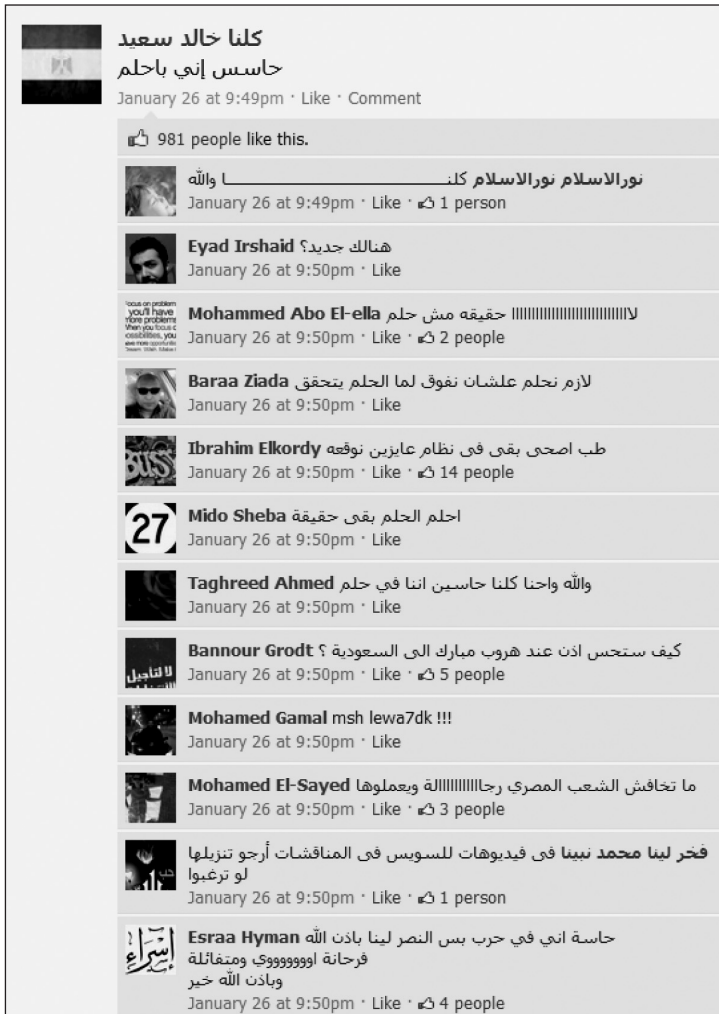 كلنا خالد سعيد
حاسس إني باحلم
January 26 at 9:49pm · Like · Comment
981 people like this.
نورالاسلام نورالاسلام كلنـــــــــــــــــــــــــــــــا والله
January 26 at 9:49pm · Like · 1 person
Eyad Irshaid هنالك جديد؟
January 26 at 9:50pm · Like
Mohammed Abo El-ella لاااااااااااااااااااااااااااا حقيقه مش حلم
January 26 at 9:50pm · Like · 2 people
Baraa Ziada لازم نحلم علشان نفوق لما الحلم يتحقق
January 26 at 9:50pm · Like
Ibrahim Elkordy طب اصحى بقى فى نظام عايزين نوقعه
January 26 at 9:50pm · Like · 14 people
27
Mido Sheba احلم الحلم بقى حقيقة
January 26 at 9:50pm · Like
Taghreed Ahmed والله واحنا كلنا حاسين اننا في حلم
January 26 at 9:50pm · Like
لا لتأجيل
Bannour Grodt كيف ستحس اذن عند هروب مبارك الى السعودية ؟
January 26 at 9:50pm · Like · 5 people
Mohamed Gamal msh lewa7dk !!!
January 26 at 9:50pm · Like
Mohamed El-Sayed ما تخافش الشعب المصري رجااااااااااالة ويعملوها
January 26 at 9:50pm · Like · 3 people
فخر لينا محمد نبينا فى فيديوهات للسويس فى المناقشات أرجو تنزيلها
لو ترغبوا
January 26 at 9:50pm · Like · 1 person
إسراء
Esraa Hyman حاسة اني في حرب بس النصر لينا باذن الله
فرحانة اوووووووي ومتفائلة
وباذن الله خير
January 26 at 9:50pm · Like · 4 people